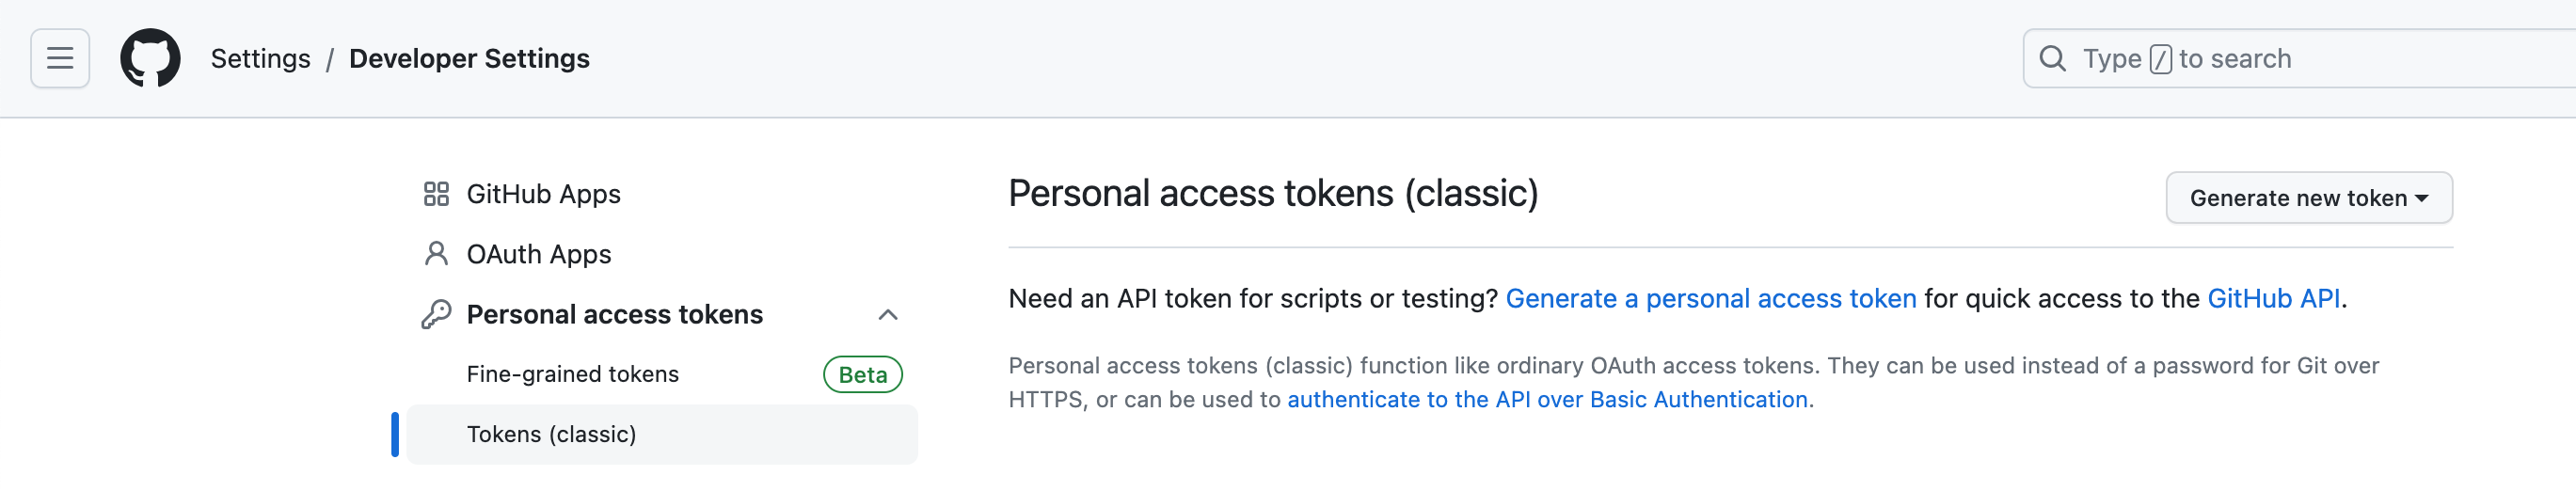 Settings / Developer Settings
Type / to search
GitHub Apps
OAuth Apps
Personal access tokens
Fine-grained tokens Beta
Tokens (classic)
Personal access tokens (classic)
Generate new token
Need an API token for scripts or testing? Generate a personal access token for quick access to the GitHub API.
Personal access tokens (classic) function like ordinary OAuth access tokens. They can be used instead of a password for Git over
HTTPS, or can be used to authenticate to the API over Basic Authentication.